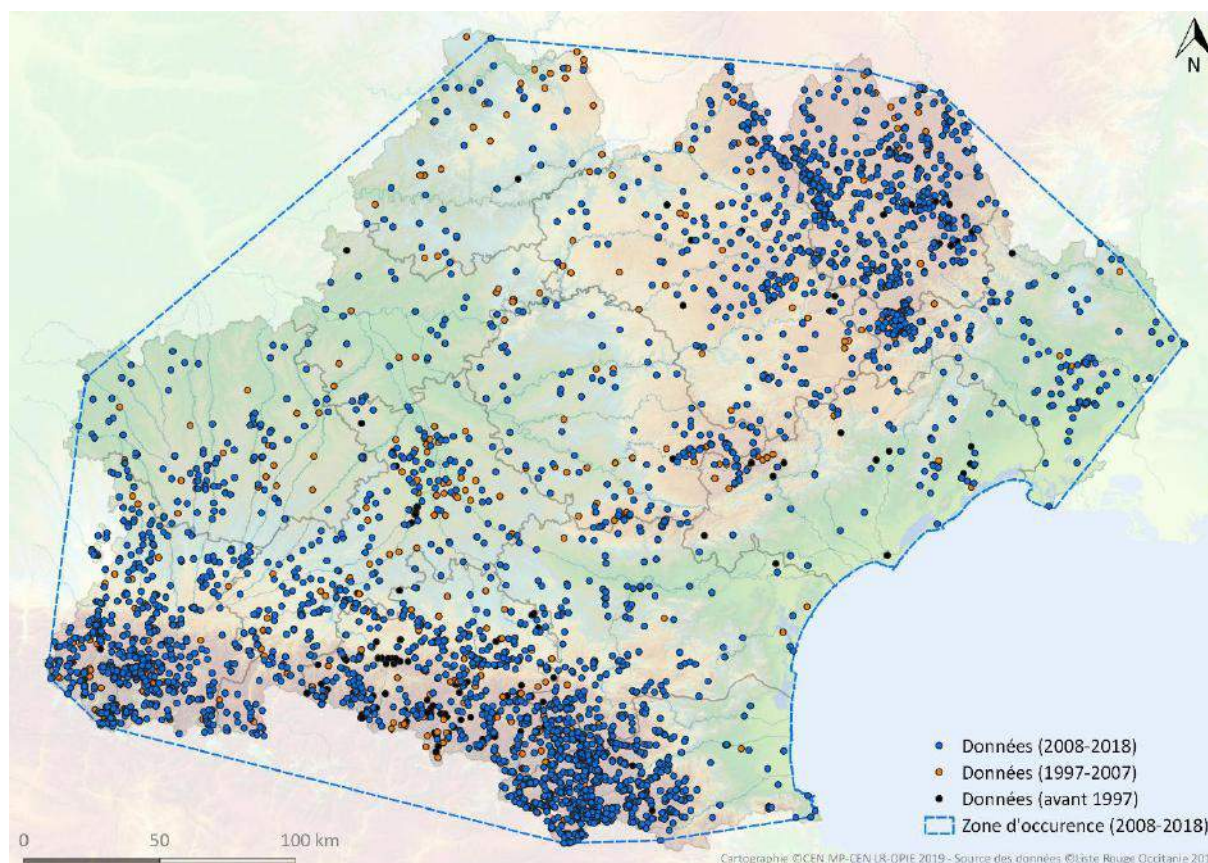 N
Données (2008-2018)
Données (1997-2007)
Données (avant 1997)
Zone d'occurence (2008-2018)
0 50 100 km
Cartographie ©CEN MP-CEN LR-OPIE 2019 - Source des données ©Liste Rouge Occitanie 201